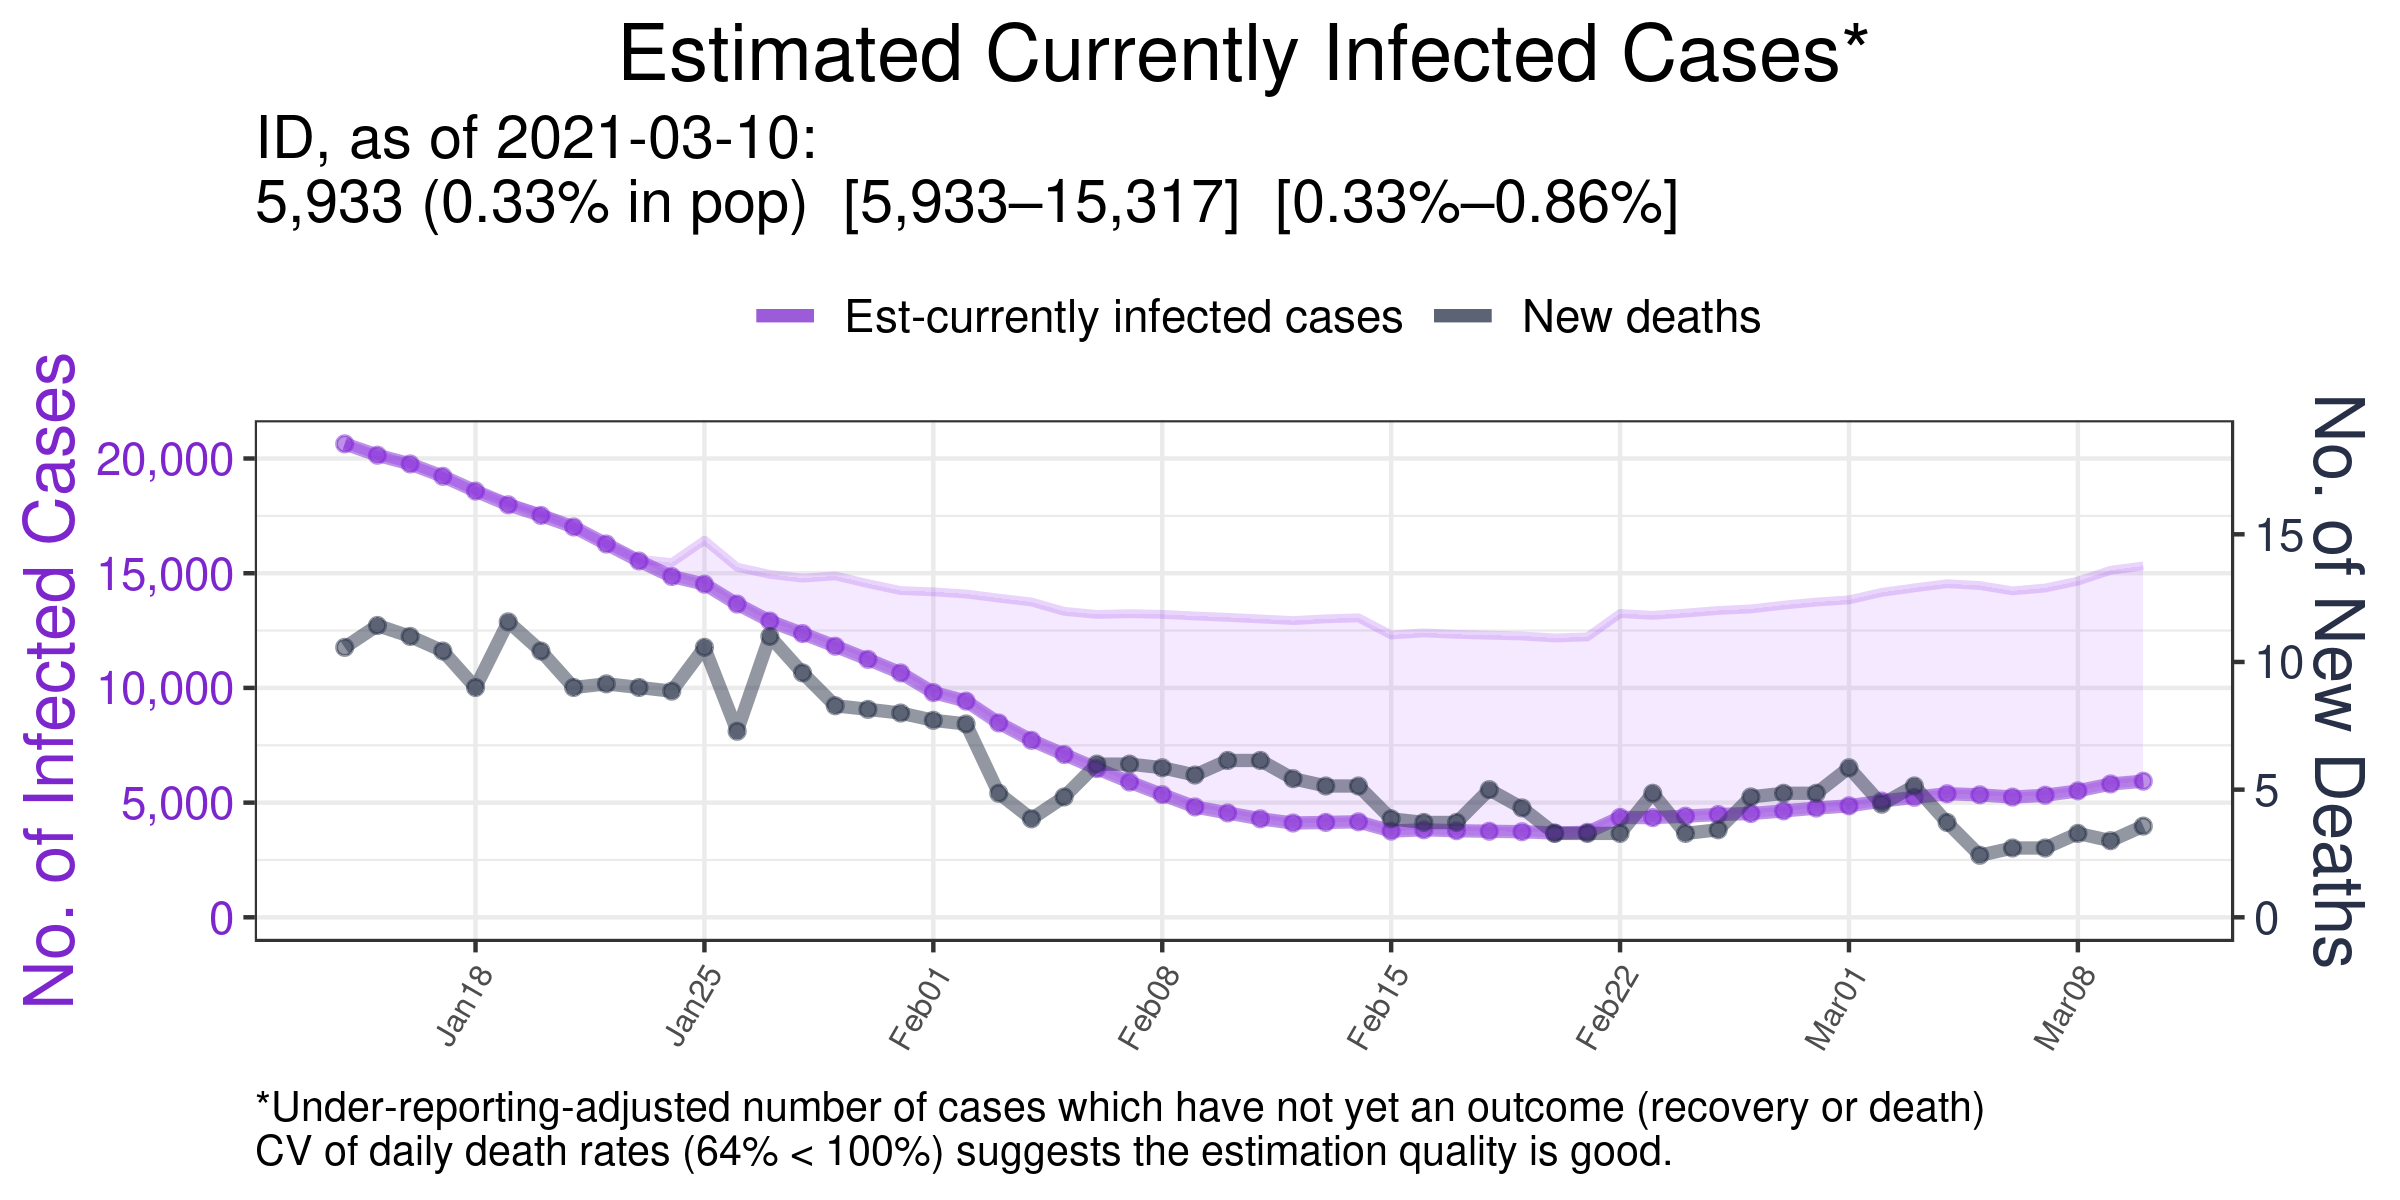 Estimated Currently Infected Cases*
ID, as of 2021-03-10:
5,933 (0.33% in pop)  [5,933–15,317]  [0.33%–0.86%]
Est-currently infected cases
New deaths
No. of Infected Cases
20,000
15,000
10,000
5,000
0
No. of New Deaths
15
10
5
0
Jan18
Jan25
Feb01
Feb08
Feb15
Feb22
Mar01
Mar08
*Under-reporting-adjusted number of cases which have not yet an outcome (recovery or death)
CV of daily death rates (64% < 100%) suggests the estimation quality is good.